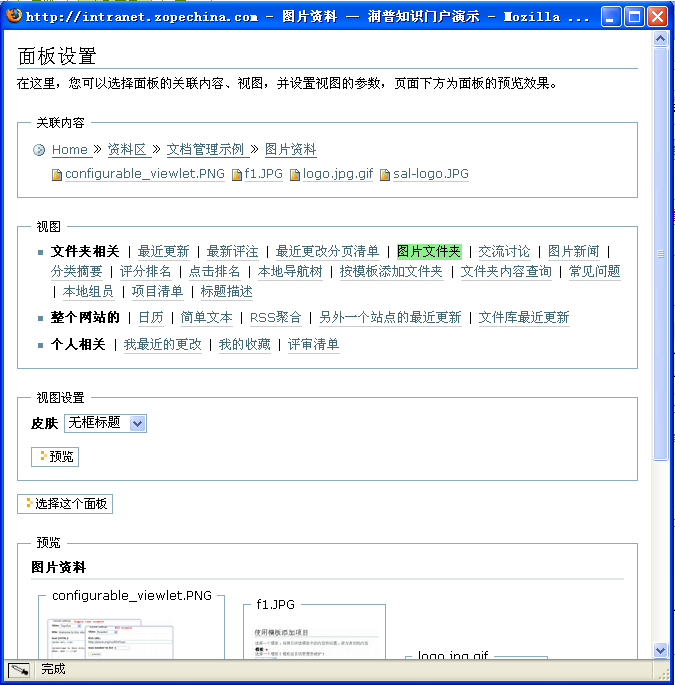 http://intranet.zopechina.com - 图片资料 —— 润普知识门户演示 - Mozilla ...
面板设置
在这里，您可以选择面板的关联内容、视图，并设置视图的参数，页面下方为面板的预览效果。
关联内容
Home » 资料区 » 文档管理示例 » 图片资料
configurable_viewlet.PNG f1.JPG logo.jpg.gif sal-logo.JPG
视图
文件夹相关 | 最近更新 | 最新评注 | 最近更改分页清单 | 图片文件夹 | 交流讨论 | 图片新闻 |
分类摘要 | 评分排名 | 点击排名 | 本地导航树 | 按模板添加文件夹 | 文件夹内容查询 | 常见问题
| 本地组员 | 项目清单 | 标题描述
整个网站的 | 日历 | 简单文本 | RSS聚合 | 另外一个站点的最近更新 | 文件库最近更新
个人相关 | 我最近的更改 | 我的收藏 | 评审清单
视图设置
皮肤 无框标题
预览
选择这个面板
预览
图片资料
configurable_viewlet.PNG f1.JPG
使用模板添加项目
logo.jpg.gif
完成